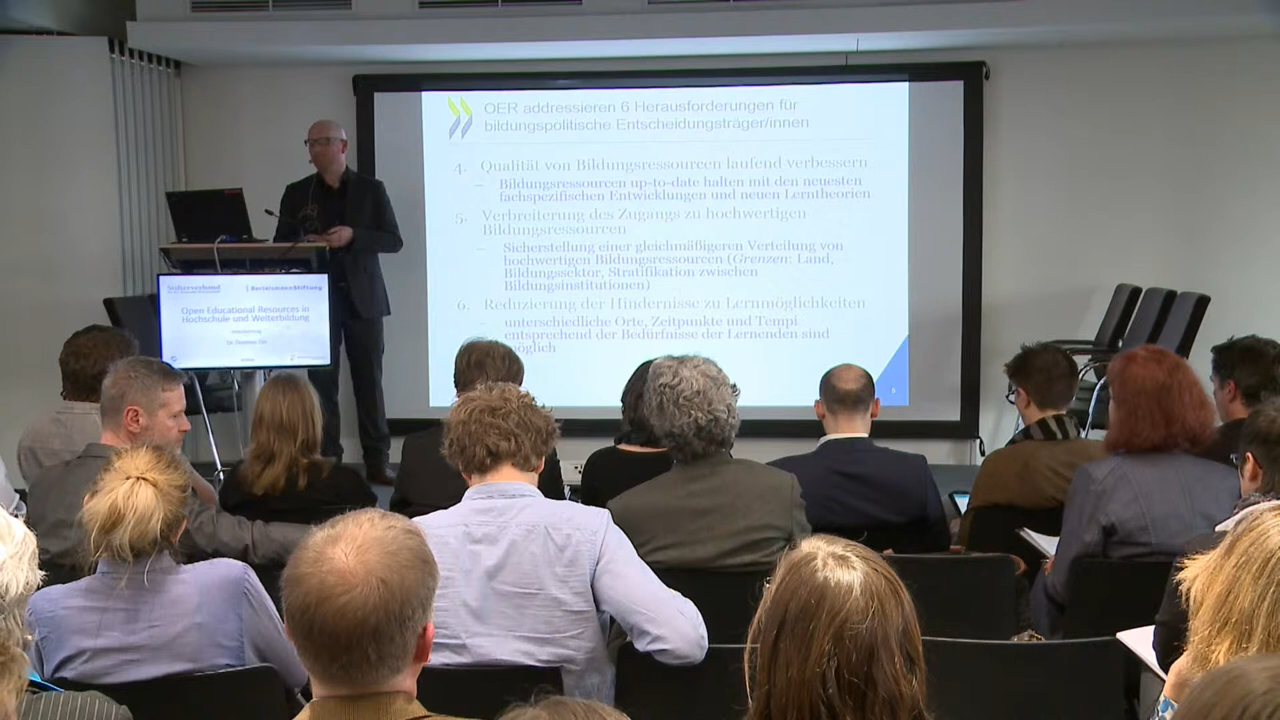 OER addressieren 6 Herausforderungen für
bildungspolitische Entscheidungsträger/innen
4. Qualität von Bildungsressourcen laufend verbessern
– Bildungsressourcen up-to-date halten mit den neuesten
fachspezifischen Entwicklungen und neuen Lerntheorien
5. Verbreiterung des Zugangs zu hochwertigen
Bildungsressourcen
– Sicherstellung einer gleichmäßigeren Verteilung von
hochwertigen Bildungsressourcen (Grenzen: Land,
Bildungssektor, Stratifikation zwischen
Bildungsinstitutionen)
6. Reduzierung der Hindernisse zu Lernmöglichkeiten
– unterschiedliche Orte, Zeitpunkte und Tempi
entsprechend der Bedürfnisse der Lernenden sind
möglich
Stifterverband | BertelsmannStiftung
Open Educational Resources in
Hochschule und Weiterbildung